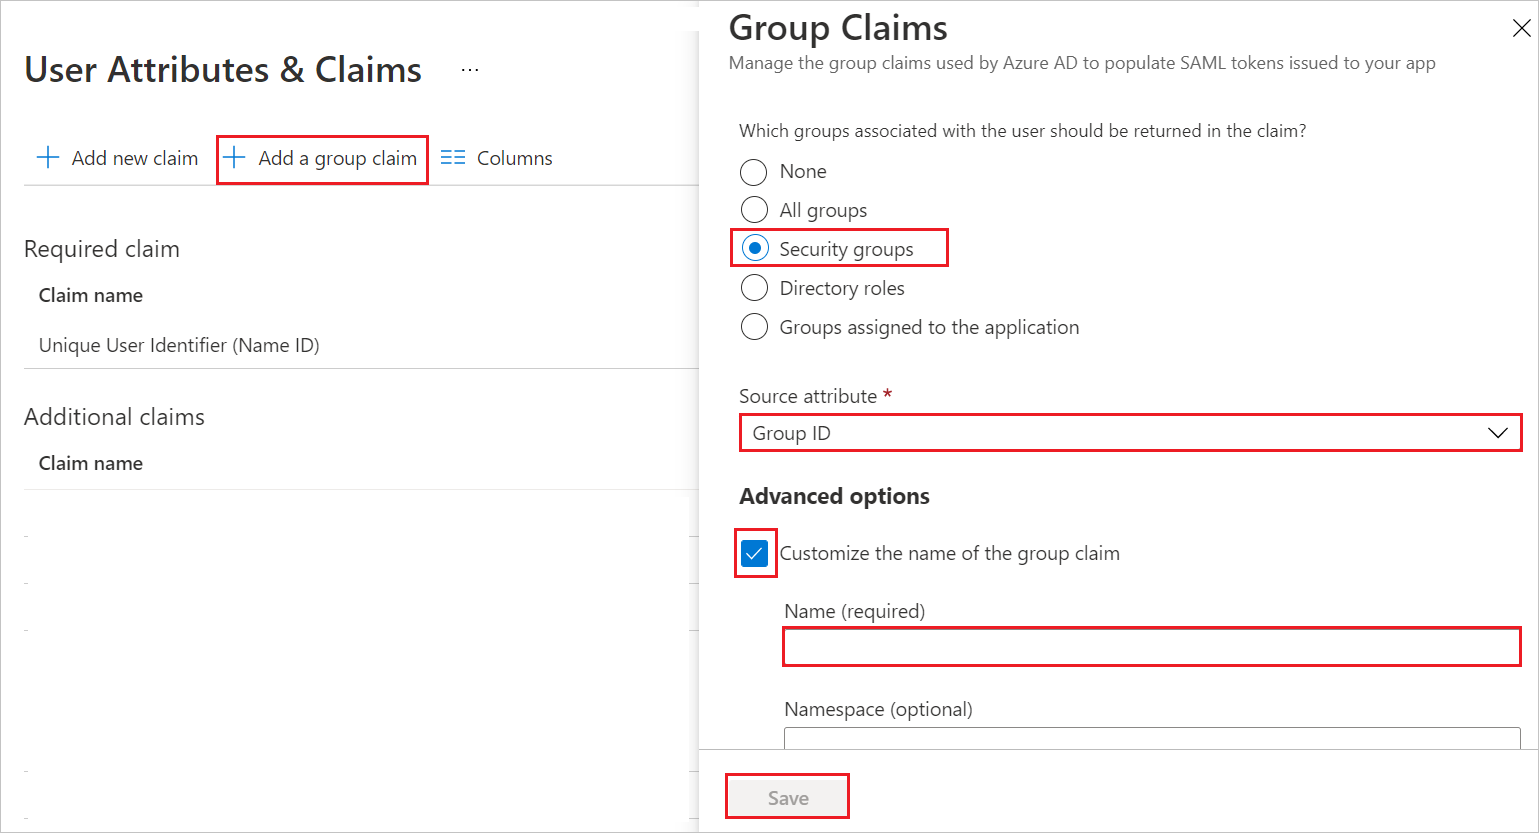 User Attributes & Claims ...
Add new claim
Add a group claim
Columns
Required claim
Claim name
Unique User Identifier (Name ID)
Additional claims
Claim name
Group Claims
Manage the group claims used by Azure AD to populate SAML tokens issued to your app
Which groups associated with the user should be returned in the claim?
None
All groups
Security groups
Directory roles
Groups assigned to the application
Source attribute *
Group ID
Advanced options
Customize the name of the group claim
Name (required)
Namespace (optional)
Save